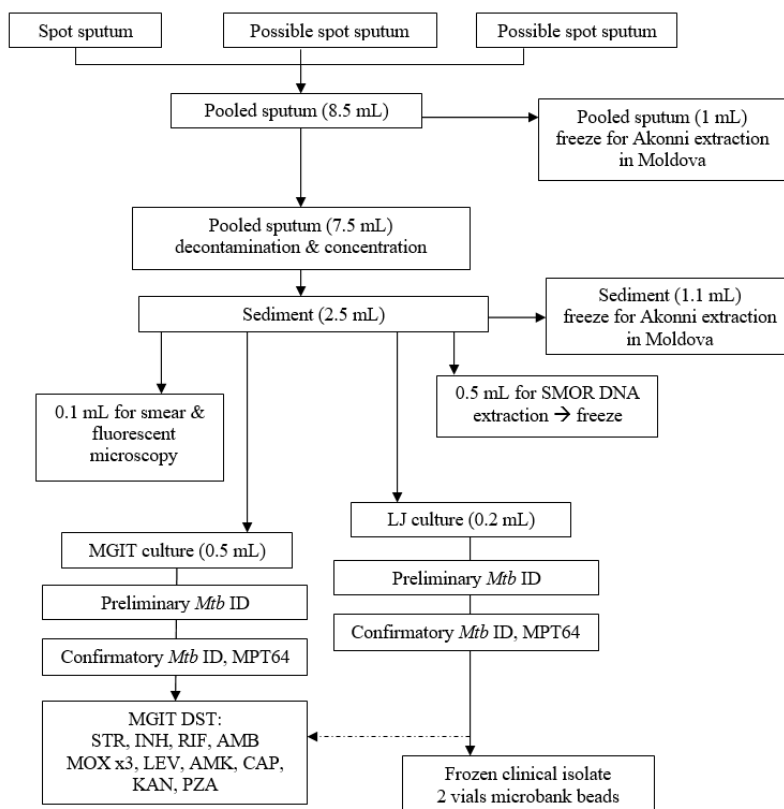 Spot sputum
Possible spot sputum
Possible spot sputum
Pooled sputum (8.5 mL)
Pooled sputum (1 mL)
freeze for Akonni extraction
in Moldova
Pooled sputum (7.5 mL)
decontamination & concentration
Sediment (2.5 mL)
Sediment (1.1 mL)
freeze for Akonni extraction
in Moldova
0.1 mL for smear &
fluorescent
microscopy
0.5 mL for SMOR DNA
extraction → freeze
LJ culture (0.2 mL)
MGIT culture (0.5 mL)
Preliminary Mtb ID
Preliminary Mtb ID
Confirmatory Mtb ID, MPT64
Confirmatory Mtb ID, MPT64
MGIT DST:
STR, INH, RIF, AMB
MOX x3, LEV, AMK, CAP,
KAN, PZA
Frozen clinical isolate
2 vials microbank beads